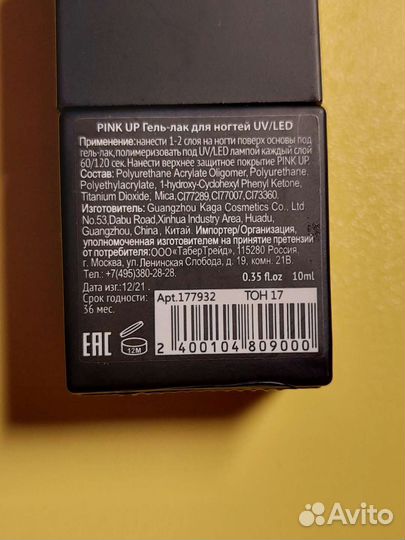 PINK UP Гель-лак для ногтей UV/LED
Применение: нанести 1-2 слоя на ногти поверх основы под
гель-лак, полимеризовать под UV/LED лампой каждый слой
60/120 сек. Нанести верхнее защитное покрытие PINK UP.
Состав: Polyurethane Acrylate Oligomer, Polyurethane,
Polyethylacrylate, 1-hydroxy-Cyclohexyl Phenyl Ketone,
Titanium Dioxide, Mica,CI77289, CI77007,CI73360.
Изготовитель: Guangzhou Kaga Cosmetics Co., Ltd
No.53,Dabu Road,Xinhua Industry Area, Huadu,
Guangzhou,China, Китай. Импортер/Организация,
уполномоченная изготовителем на принятие претензий
от потребителя:ООО«ТаберТрейд», 115280 Россия,
г. Москва, ул.Ленинская Слобода, д. 19, ком. 21В
Тел.:+7(495)380-28-28.
0.35 fl.oz 10ml
Дата изг:12/21
Срок годности:
36 мес.
Арт.177932 ТОН 17
EAC
12M
2 400104 809000
Avito